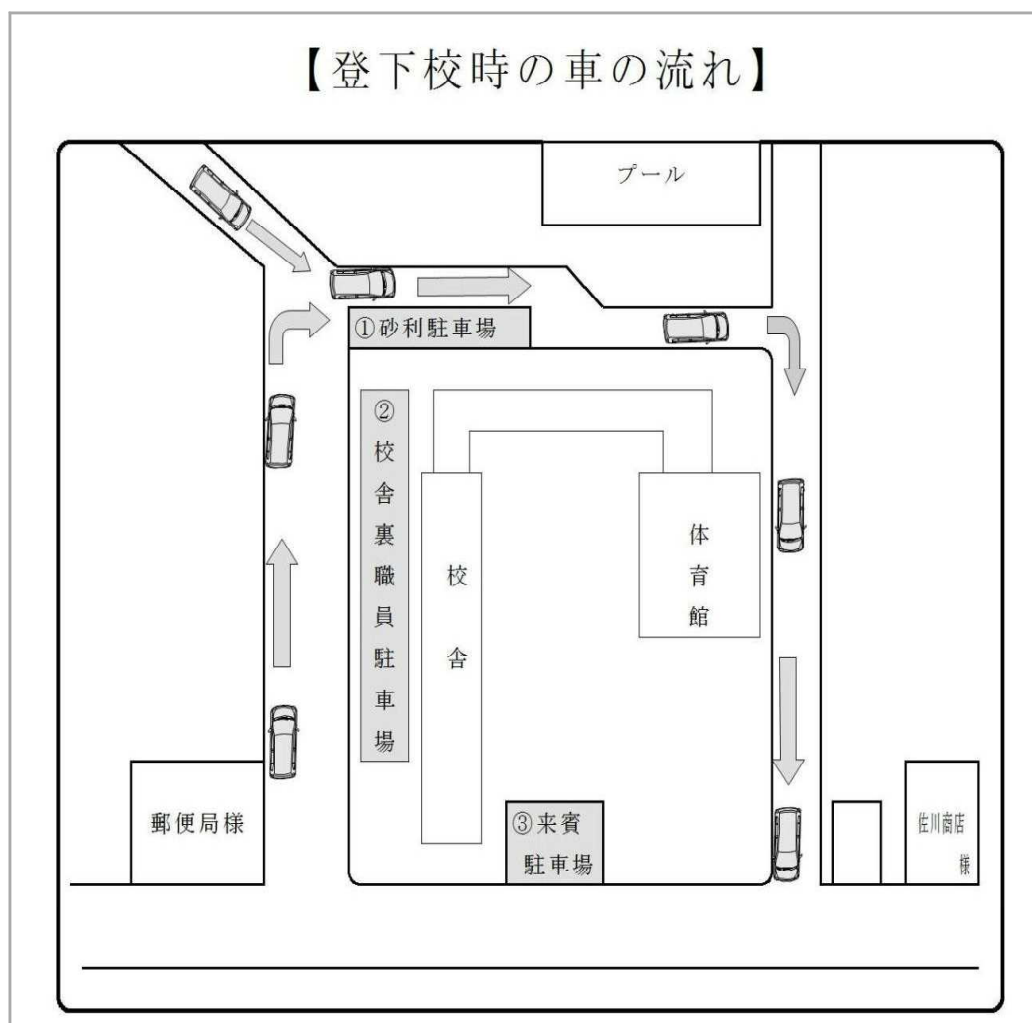 【登下校時の車の流れ】
プール
①砂利駐車場
②校舎裏職員駐車場
校舎
体育館
郵便局様
③来賓
駐車場
佐川商店
様